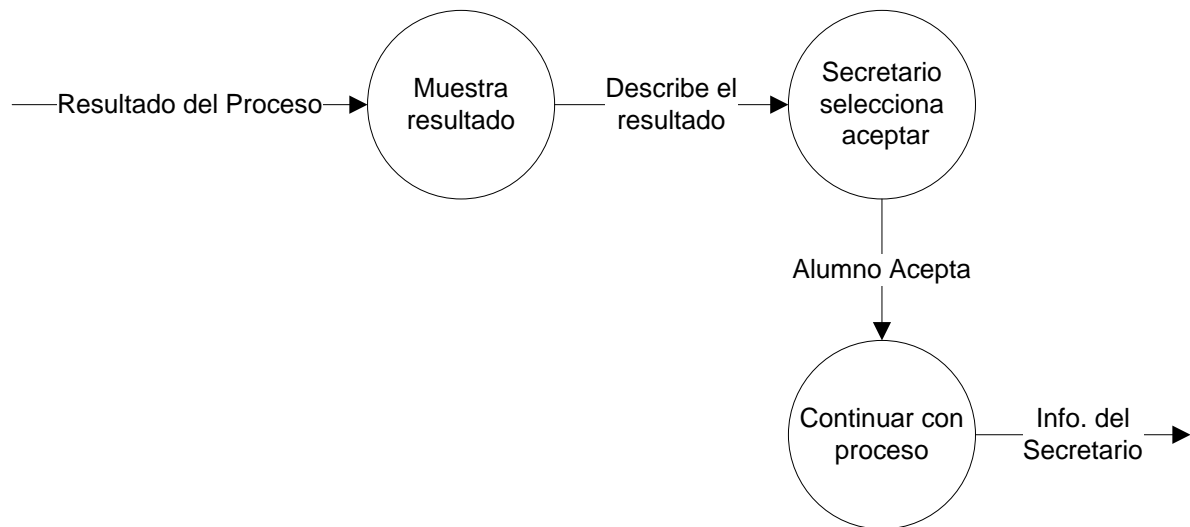 Resultado del Proceso
Muestra
resultado
Describe el
resultado
Secretario
selecciona
aceptar
Alumno Acepta
Continuar con
proceso
Info. del
Secretario